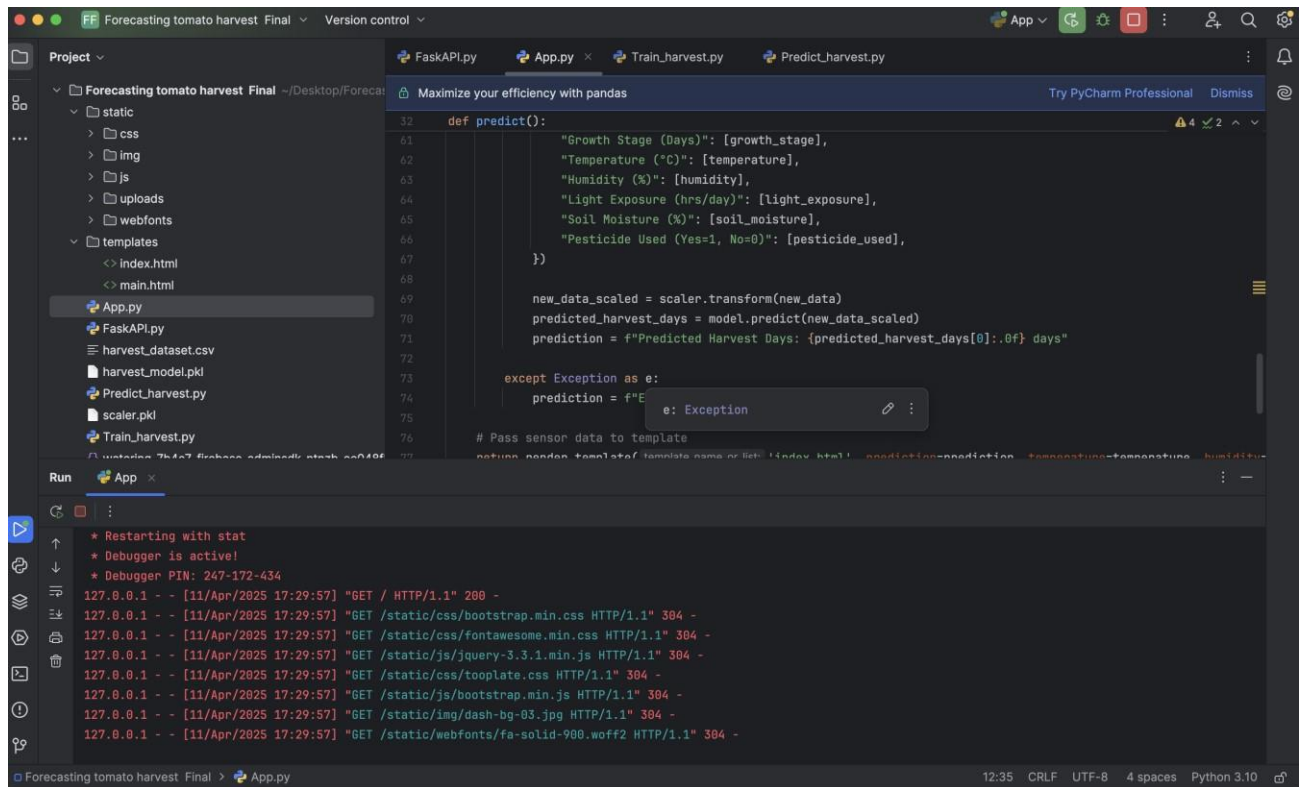 FF Forecasting tomato harvest Final Version control App
Project FaskAPI.py App.py Train_harvest.py Predict_harvest.py
Forecasting tomato harvest Final ~/Desktop/Forecas
static
css
img
js
uploads
webfonts
templates
<> index.html
<> main.html
App.py
FaskAPI.py
harvest_dataset.csv
harvest_model.pkl
Predict_harvest.py
scaler.pkl
Train_harvest.py
Maximize your efficiency with pandas Try PyCharm Professional Dismiss
32 def predict(): 4 2
61 "Growth Stage (Days)": [growth_stage],
62 "Temperature (°C)": [temperature],
63 "Humidity (%)": [humidity],
64 "Light Exposure (hrs/day)": [light_exposure],
65 "Soil Moisture (%)": [soil_moisture],
66 "Pesticide Used (Yes=1, No=0)": [pesticide_used],
67 })
68
69 new_data_scaled = scaler.transform(new_data)
70 predicted_harvest_days = model.predict(new_data_scaled)
71 prediction = f"Predicted Harvest Days: {predicted_harvest_days[0]:.0f} days"
72
73 except Exception as e:
74 prediction = f"E
e: Exception
75
76 # Pass sensor data to template
77 return render_template( template_name_or_list: 'index.html', prediction=prediction, temperature=temperature, humidity=
Run App
* Restarting with stat
* Debugger is active!
* Debugger PIN: 247-172-434
127.0.0.1 - - [11/Apr/2025 17:29:57] "GET / HTTP/1.1" 200 -
127.0.0.1 - - [11/Apr/2025 17:29:57] "GET /static/css/bootstrap.min.css HTTP/1.1" 304 -
127.0.0.1 - - [11/Apr/2025 17:29:57] "GET /static/css/fontawesome.min.css HTTP/1.1" 304 -
127.0.0.1 - - [11/Apr/2025 17:29:57] "GET /static/js/jquery-3.3.1.min.js HTTP/1.1" 304 -
127.0.0.1 - - [11/Apr/2025 17:29:57] "GET /static/css/tooplate.css HTTP/1.1" 304 -
127.0.0.1 - - [11/Apr/2025 17:29:57] "GET /static/js/bootstrap.min.js HTTP/1.1" 304 -
127.0.0.1 - - [11/Apr/2025 17:29:57] "GET /static/img/dash-bg-03.jpg HTTP/1.1" 304 -
127.0.0.1 - - [11/Apr/2025 17:29:57] "GET /static/webfonts/fa-solid-900.woff2 HTTP/1.1" 304 -
Forecasting tomato harvest Final > App.py 12:35 CRLF UTF-8 4 spaces Python 3.10